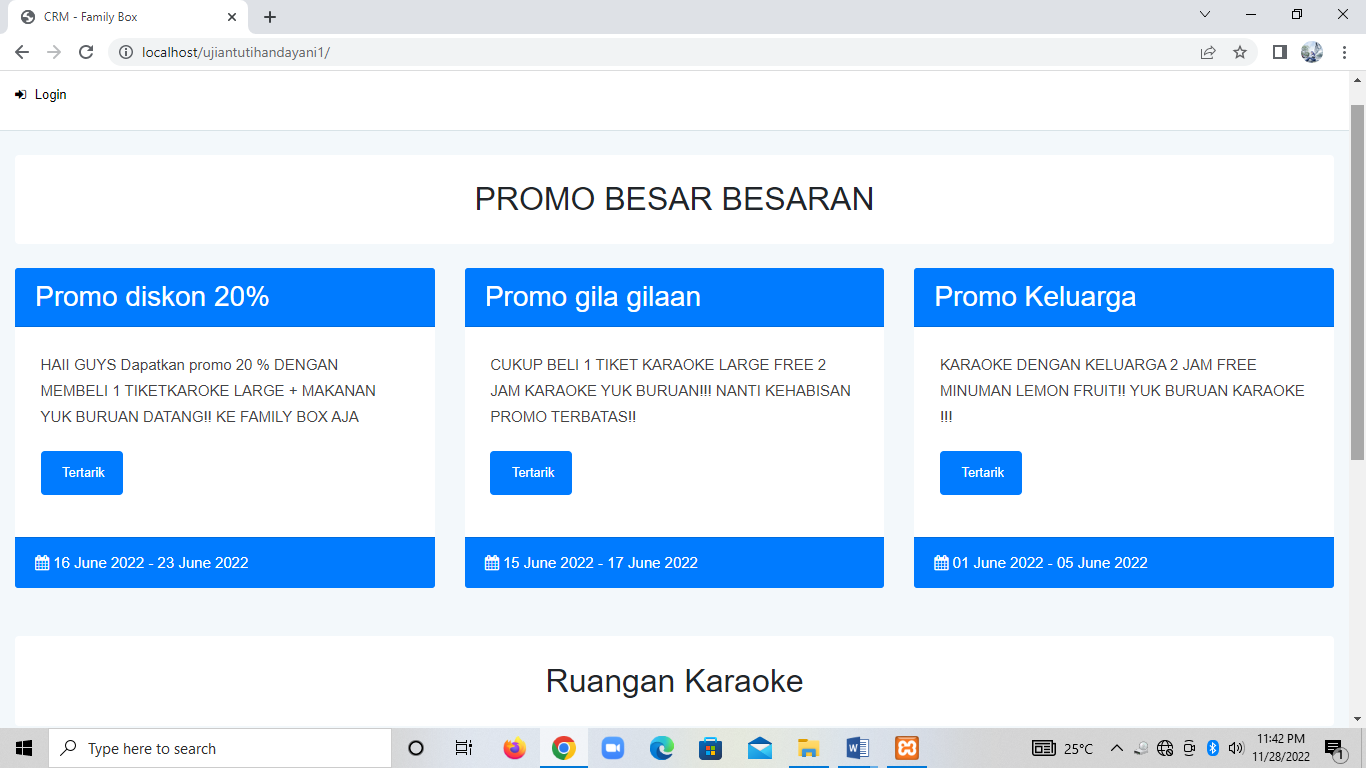 CRM - Family Box
localhost/ujiantutihandayani1/
Login
PROMO BESAR BESARAN
Promo diskon 20%
HAII GUYS Dapatkan promo 20 % DENGAN
MEMBELI 1 TIKETKAROKE LARGE + MAKANAN
YUK BURUAN DATANG!! KE FAMILY BOX AJA
Tertarik
16 June 2022 - 23 June 2022
Promo gila gilaan
CUKUP BELI 1 TIKET KARAOKE LARGE FREE 2
JAM KARAOKE YUK BURUAN!!! NANTI KEHABISAN
PROMO TERBATAS!!
Tertarik
15 June 2022 - 17 June 2022
Promo Keluarga
KARAOKE DENGAN KELUARGA 2 JAM FREE
MINUMAN LEMON FRUIT!! YUK BURUAN KARAOKE
!!!
Tertarik
01 June 2022 - 05 June 2022
Ruangan Karaoke
Type here to search
25°C
11:42 PM
11/28/2022
1